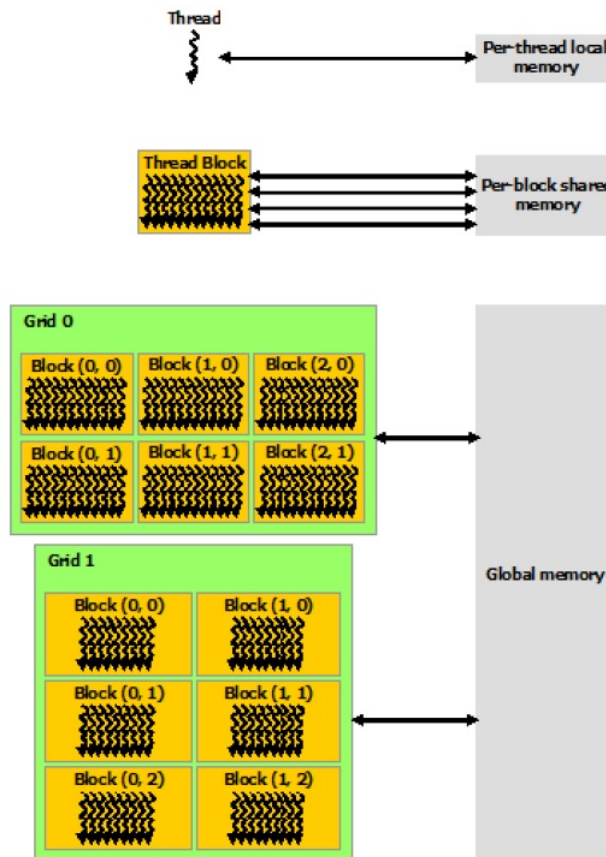 Thread
Per-thread local
memory
Thread Block
Per-block shared
memory
Grid 0
Block (0, 0)
Block (1, 0)
Block (2, 0)
Block (0, 1)
Block (1, 1)
Block (2, 1)
Global memory
Grid 1
Block (0, 0)
Block (1, 0)
Block (0, 1)
Block (1, 1)
Block (0, 2)
Block (1, 2)